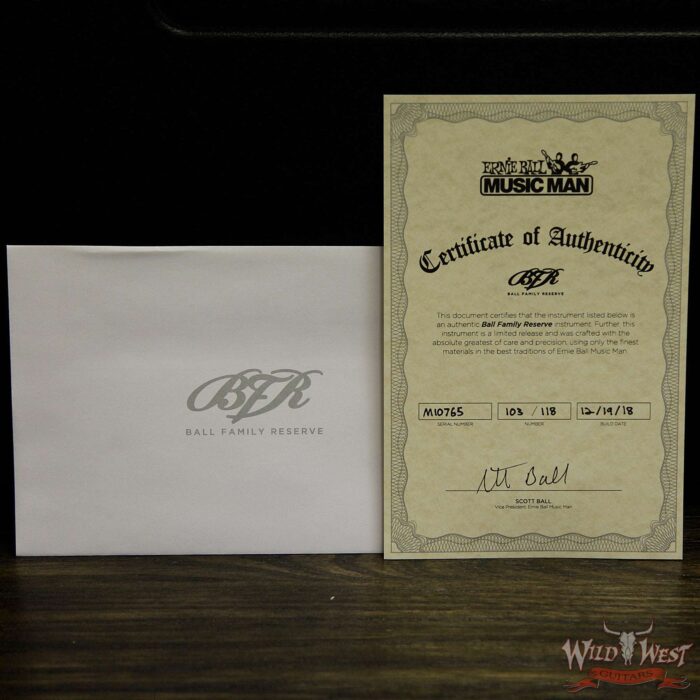 BFR
BALL FAMILY RESERVE
ERNIE BALL
MUSIC MAN
Certificate of Authenticity
BFR
BALL FAMILY RESERVE
This document certifies that the instrument listed below is
an authentic Ball Family Reserve instrument. Further, this
instrument is a limited release and was crafted with the
absolute greatest of care and precision, using only the finest
materials in the best traditions of Ernie Ball Music Man.
M10765 103 / 118 12/19/18
SERIAL NUMBER NUMBER BUILD DATE
Scott Ball
SCOTT BALL
Vice President, Ernie Ball Music Man
WILD WEST
GUITARS